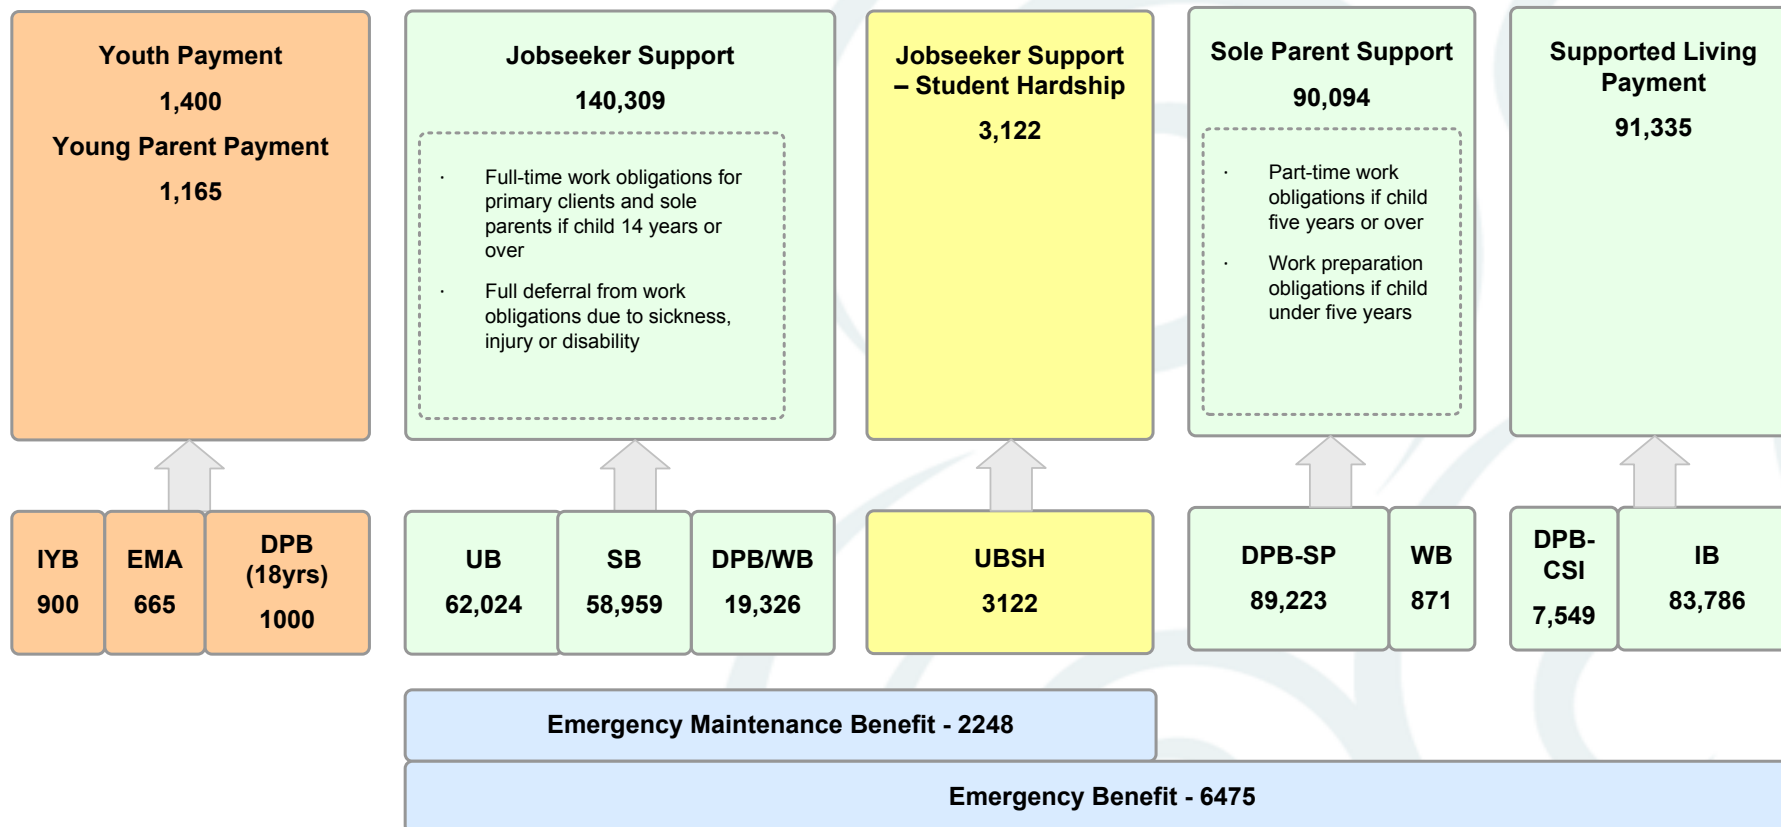 Youth Payment
1,400
Young Parent Payment
1,165
Jobseeker Support
140,309
· Full-time work obligations for
primary clients and sole
parents if child 14 years or
over
· Full deferral from work
obligations due to sickness,
injury or disability
Jobseeker Support
– Student Hardship
3,122
Sole Parent Support
90,094
· Part-time work
obligations if child
five years or over
· Work preparation
obligations if child
under five years
Supported Living
Payment
91,335
IYB
900
EMA
665
DPB
(18yrs)
1000
UB
62,024
SB
58,959
DPB/WB
19,326
UBSH
3122
DPB-SP
89,223
WB
871
DPB-
CSI
7,549
IB
83,786
Emergency Maintenance Benefit - 2248
Emergency Benefit - 6475